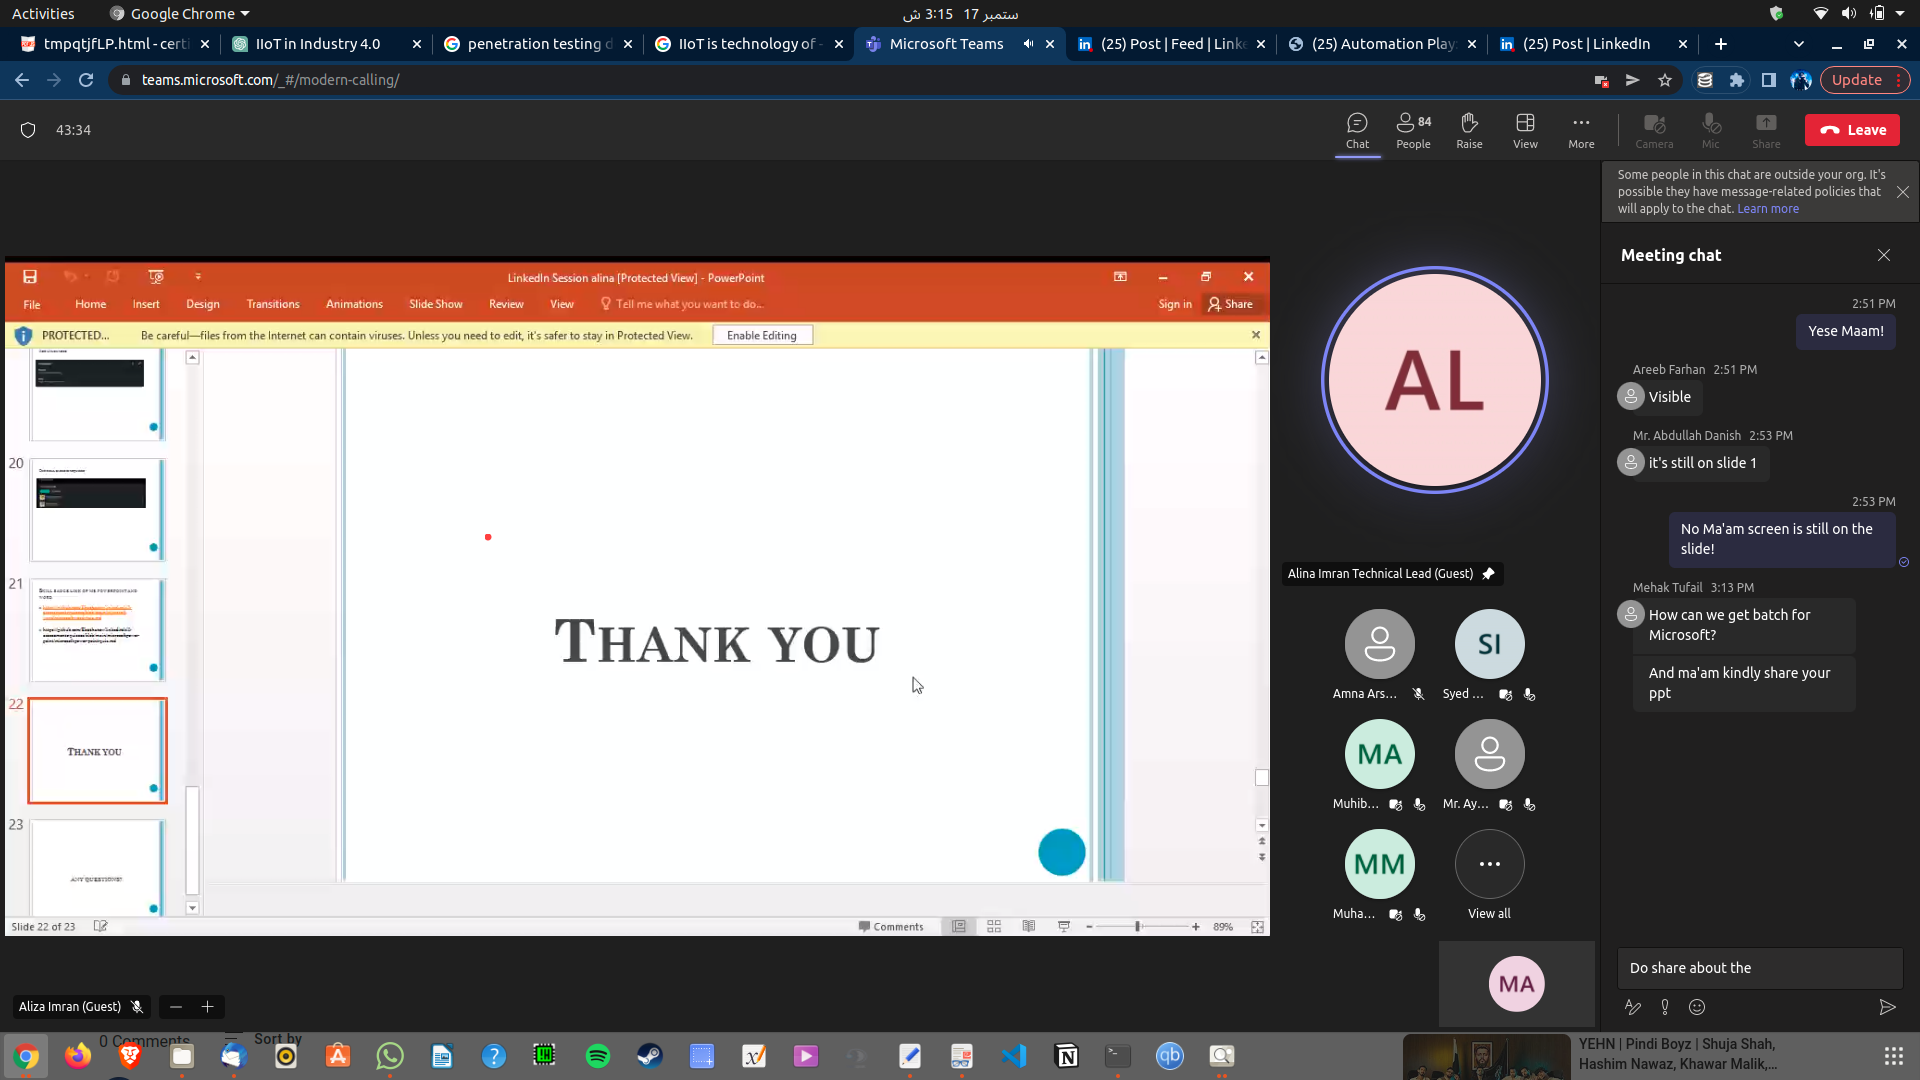 Activities
Google Chrome
ستمبر 17  3:15 ش
tmpqtjfLP.html - certi
IIoT in Industry 4.0
penetration testing d
IIoT is technology of -
Microsoft Teams
(25) Post | Feed | Linke
(25) Automation Play
(25) Post | LinkedIn
teams.microsoft.com/_#/modern-calling/
Update
43:34
Chat
People 84
Raise
View
More
Camera
Mic
Share
Leave
Some people in this chat are outside your org. It's
possible they have message-related policies that
will apply to the chat. Learn more
Meeting chat
2:51 PM
Yese Maam!
Areeb Farhan 2:51 PM
Visible
Mr. Abdullah Danish 2:53 PM
it's still on slide 1
2:53 PM
No Ma'am screen is still on the
slide!
Mehak Tufail 3:13 PM
How can we get batch for
Microsoft?
And ma'am kindly share your
ppt
Do share about the
LinkedIn Session alina [Protected View] - PowerPoint
File Home Insert Design Transitions Animations Slide Show Review View Tell me what you want to do... Sign in Share
PROTECTED... Be careful—files from the Internet can contain viruses. Unless you need to edit, it's safer to stay in Protected View. Enable Editing
20
21
22
THANK YOU
23
ANY QUESTIONS?
THANK YOU
Slide 22 of 23
Comments
89%
AL
Alina Imran Technical Lead (Guest)
SI
Amna Ars...
Syed ...
MA
Muhib...
Mr. Ay...
MM
Muha...
View all
MA
Aliza Imran (Guest)
0 Comments
Sort by
YEHN | Pindi Boyz | Shuja Shah,
Hashim Nawaz, Khawar Malik,...